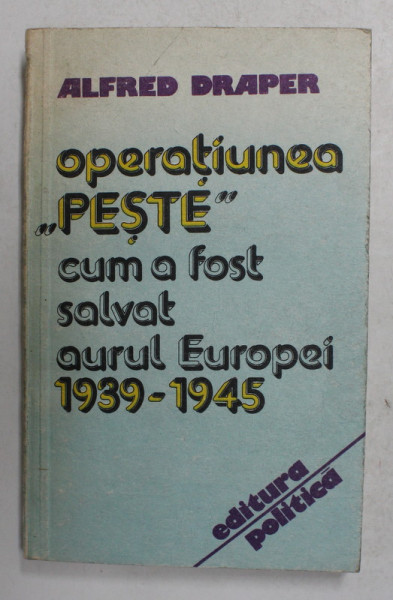 ALFRED DRAPER
operațiunea
„PEȘTE”
cum a fost
salvat
aurul Europei
1939-1945
editura
politică